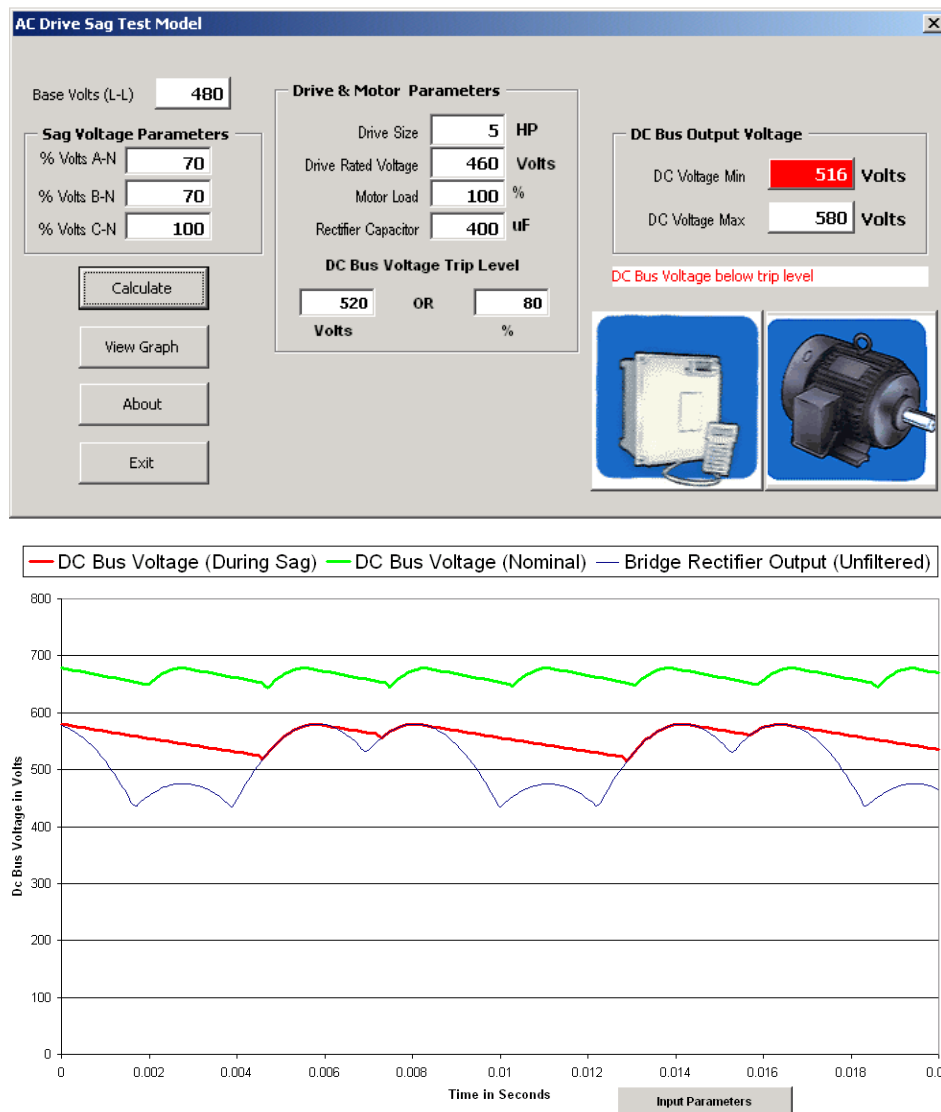 AC Drive Sag Test Model
Base Volts (L-L) 480
Sag Voltage Parameters
% Volts A-N 70
% Volts B-N 70
% Volts C-N 100
Calculate
View Graph
About
Exit
Drive & Motor Parameters
Drive Size 5 HP
Drive Rated Voltage 460 Volts
Motor Load 100 %
Rectifier Capacitor 400 uF
DC Bus Voltage Trip Level
520 OR 80
Volts %
DC Bus Output Voltage
DC Voltage Min 516 Volts
DC Voltage Max 580 Volts
DC Bus Voltage below trip level
DC Bus Voltage (During Sag) DC Bus Voltage (Nominal) Bridge Rectifier Output (Unfiltered)
800
700
600
500
400
300
200
100
0
Dc Bus Voltage in Volts
0 0.002 0.004 0.006 0.008 0.01 0.012 0.014 0.016 0.018
Time in Seconds
Input Parameters